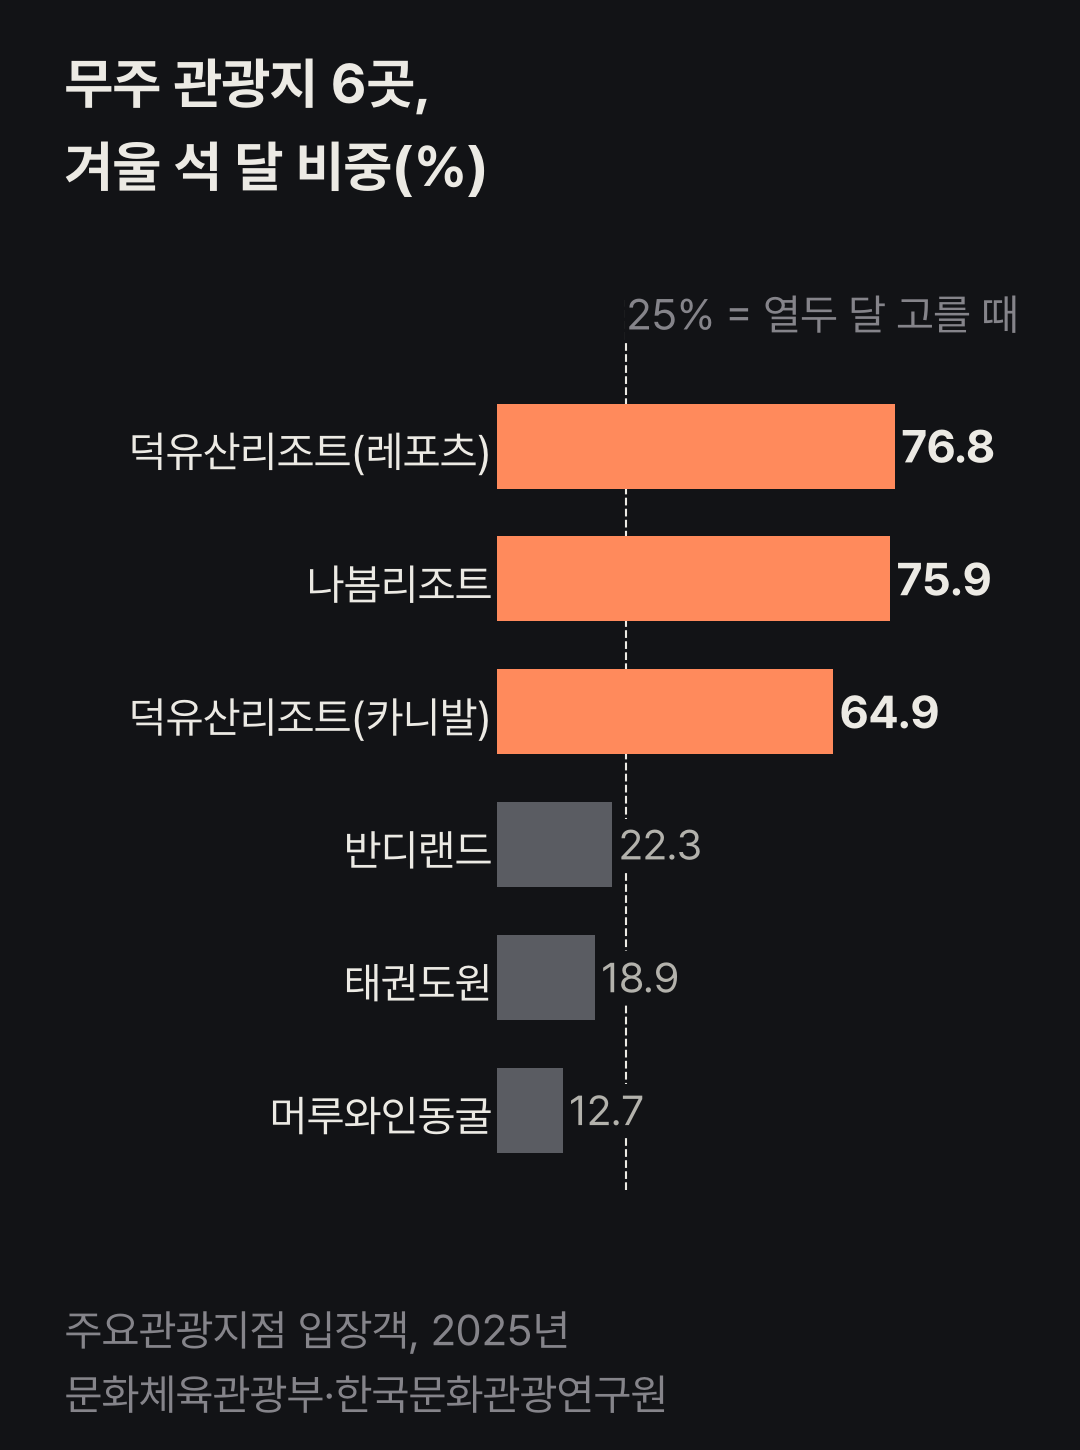 무주 관광지 6곳,
겨울 석 달 비중(%)
25% = 열두 달 고를 때
덕유산리조트(레포츠) 76.8
나봄리조트 75.9
덕유산리조트(카니발) 64.9
반디랜드 22.3
태권도원 18.9
머루와인동굴 12.7
주요관광지점 입장객, 2025년
문화체육관광부·한국문화관광연구원